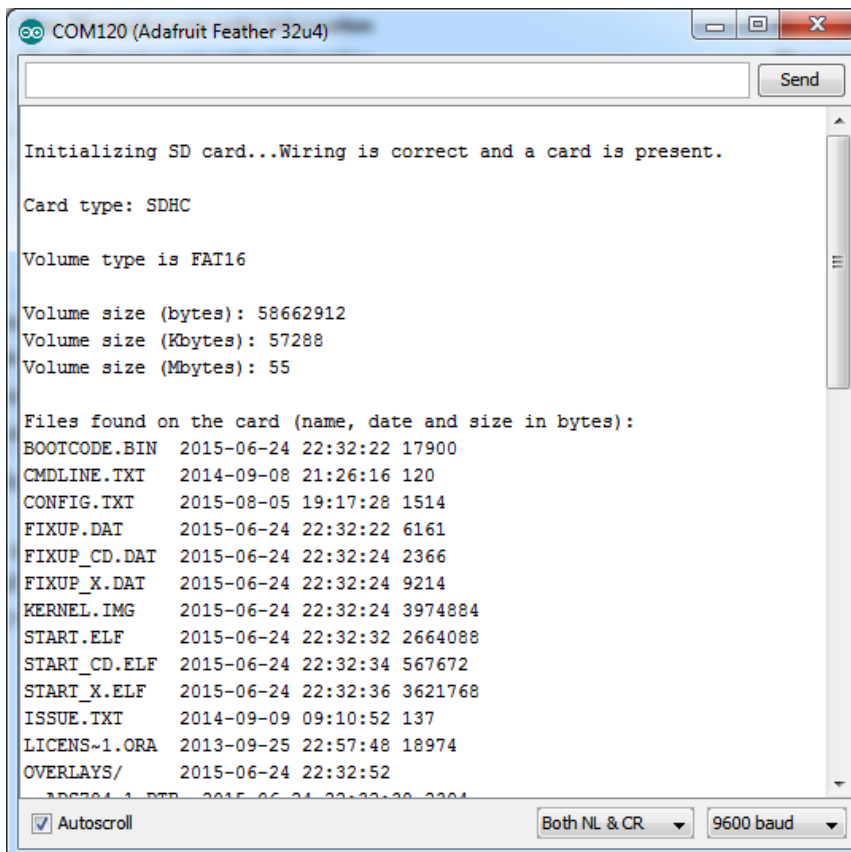 COM120 (Adafruit Feather 32u4)
Send
Initializing SD card...Wiring is correct and a card is present.
Card type: SDHC
Volume type is FAT16
Volume size (bytes): 58662912
Volume size (Kbytes): 57288
Volume size (Mbytes): 55
Files found on the card (name, date and size in bytes):
BOOTCODE.BIN 2015-06-24 22:32:22 17900
CMDLINE.TXT 2014-09-08 21:26:16 120
CONFIG.TXT 2015-08-05 19:17:28 1514
FIXUP.DAT 2015-06-24 22:32:22 6161
FIXUP_CD.DAT 2015-06-24 22:32:24 2366
FIXUP_X.DAT 2015-06-24 22:32:24 9214
KERNEL.IMG 2015-06-24 22:32:24 3974884
START.ELF 2015-06-24 22:32:32 2664088
START_CD.ELF 2015-06-24 22:32:34 567672
START_X.ELF 2015-06-24 22:32:36 3621768
ISSUE.TXT 2014-09-09 09:10:52 137
LICENS~1.ORA 2013-09-25 22:57:48 18974
OVERLAYS/ 2015-06-24 22:32:52
Autoscroll Both NL & CR 9600 baud